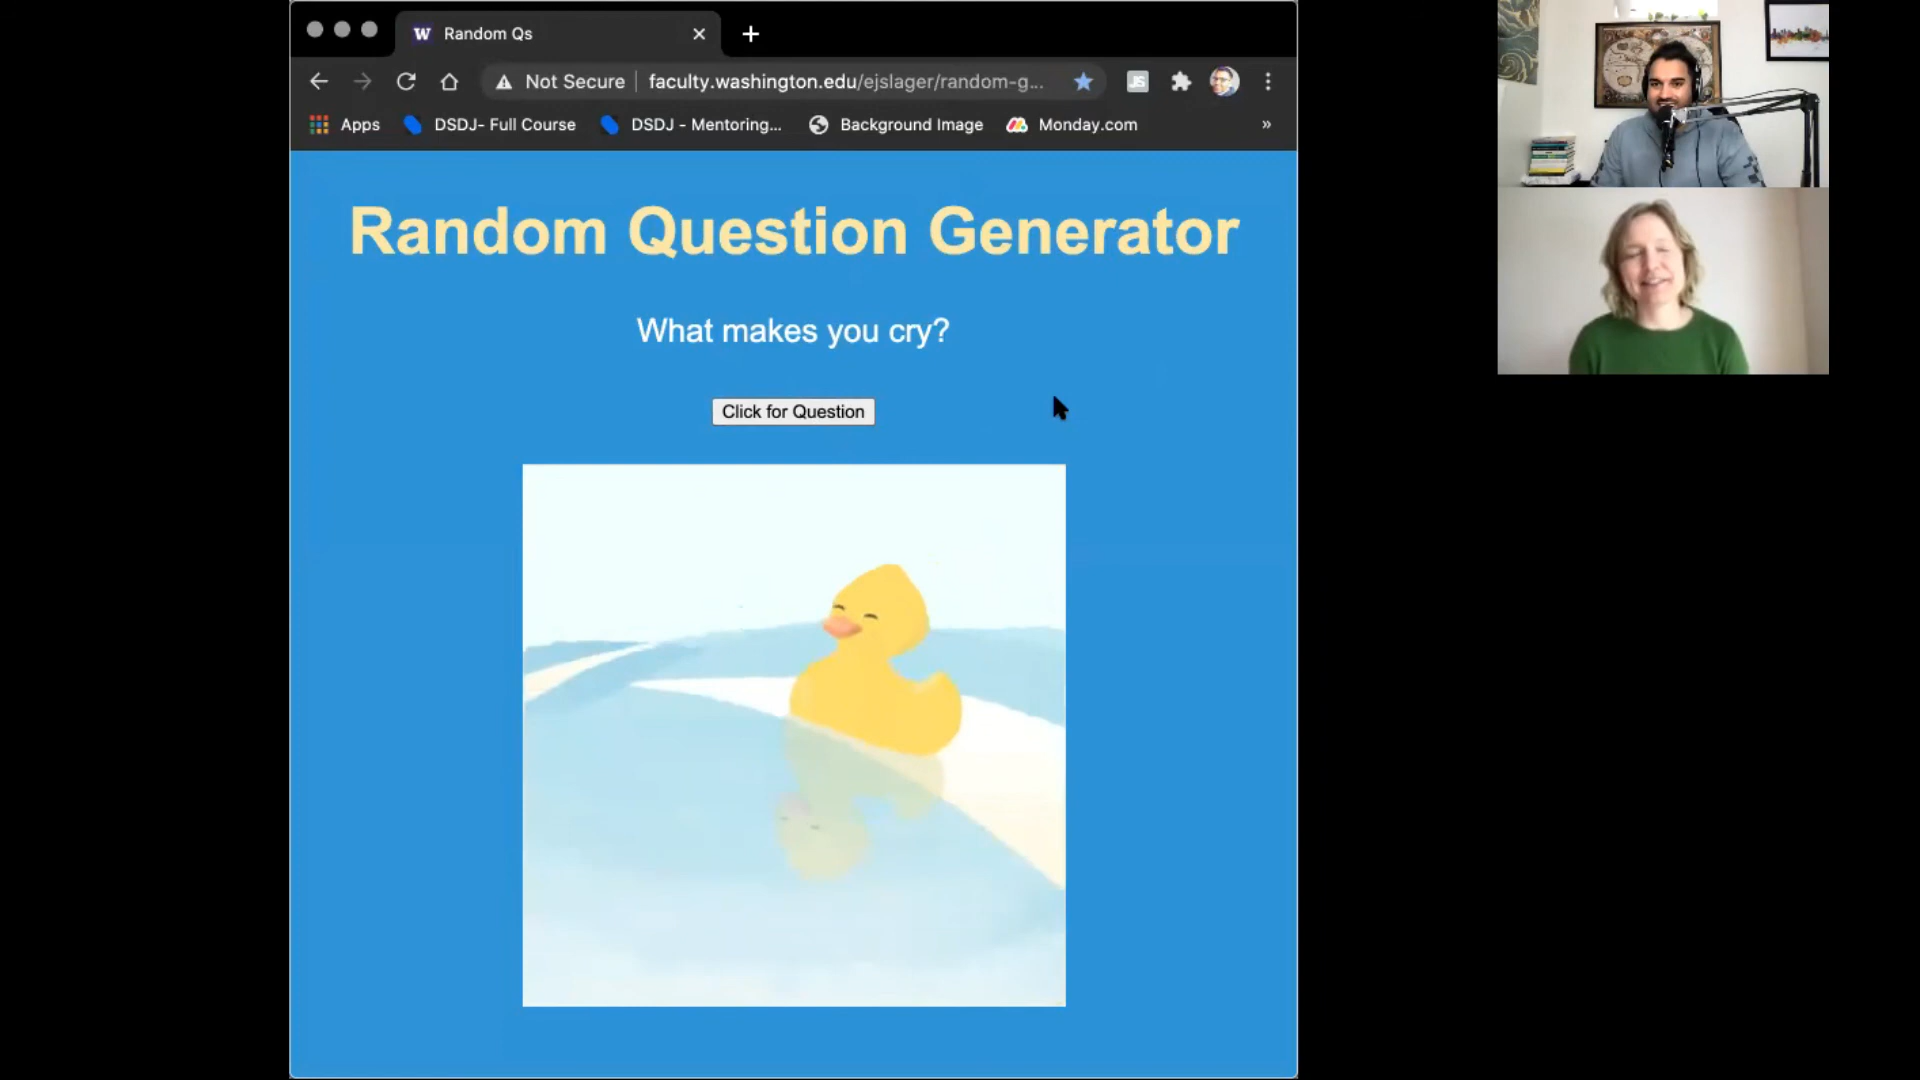 W Random Qs
Not Secure
faculty.washington.edu/ejslager/random-g...
JS
Apps
DSDJ- Full Course
DSDJ - Mentoring...
Background Image
Monday.com
»
Random Question Generator
What makes you cry?
Click for Question